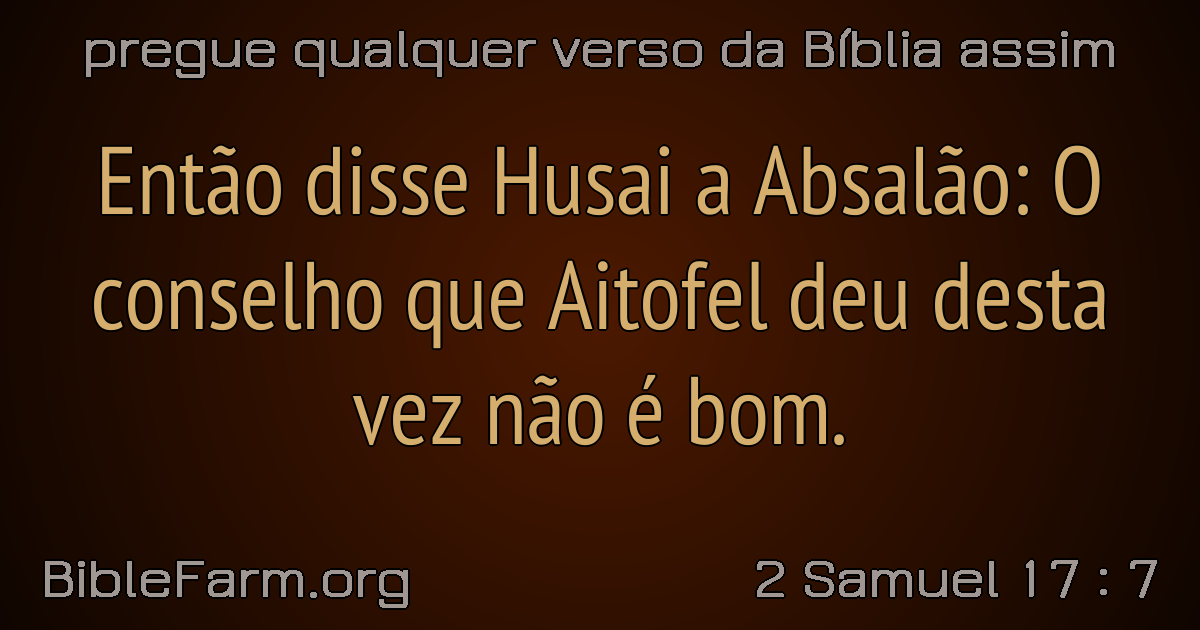 pregue qualquer verso da Bíblia assim
Então disse Husai a Absalão: O
conselho que Aitofel deu desta
vez não é bom.
BibleFarm.org
2 Samuel 17 : 7